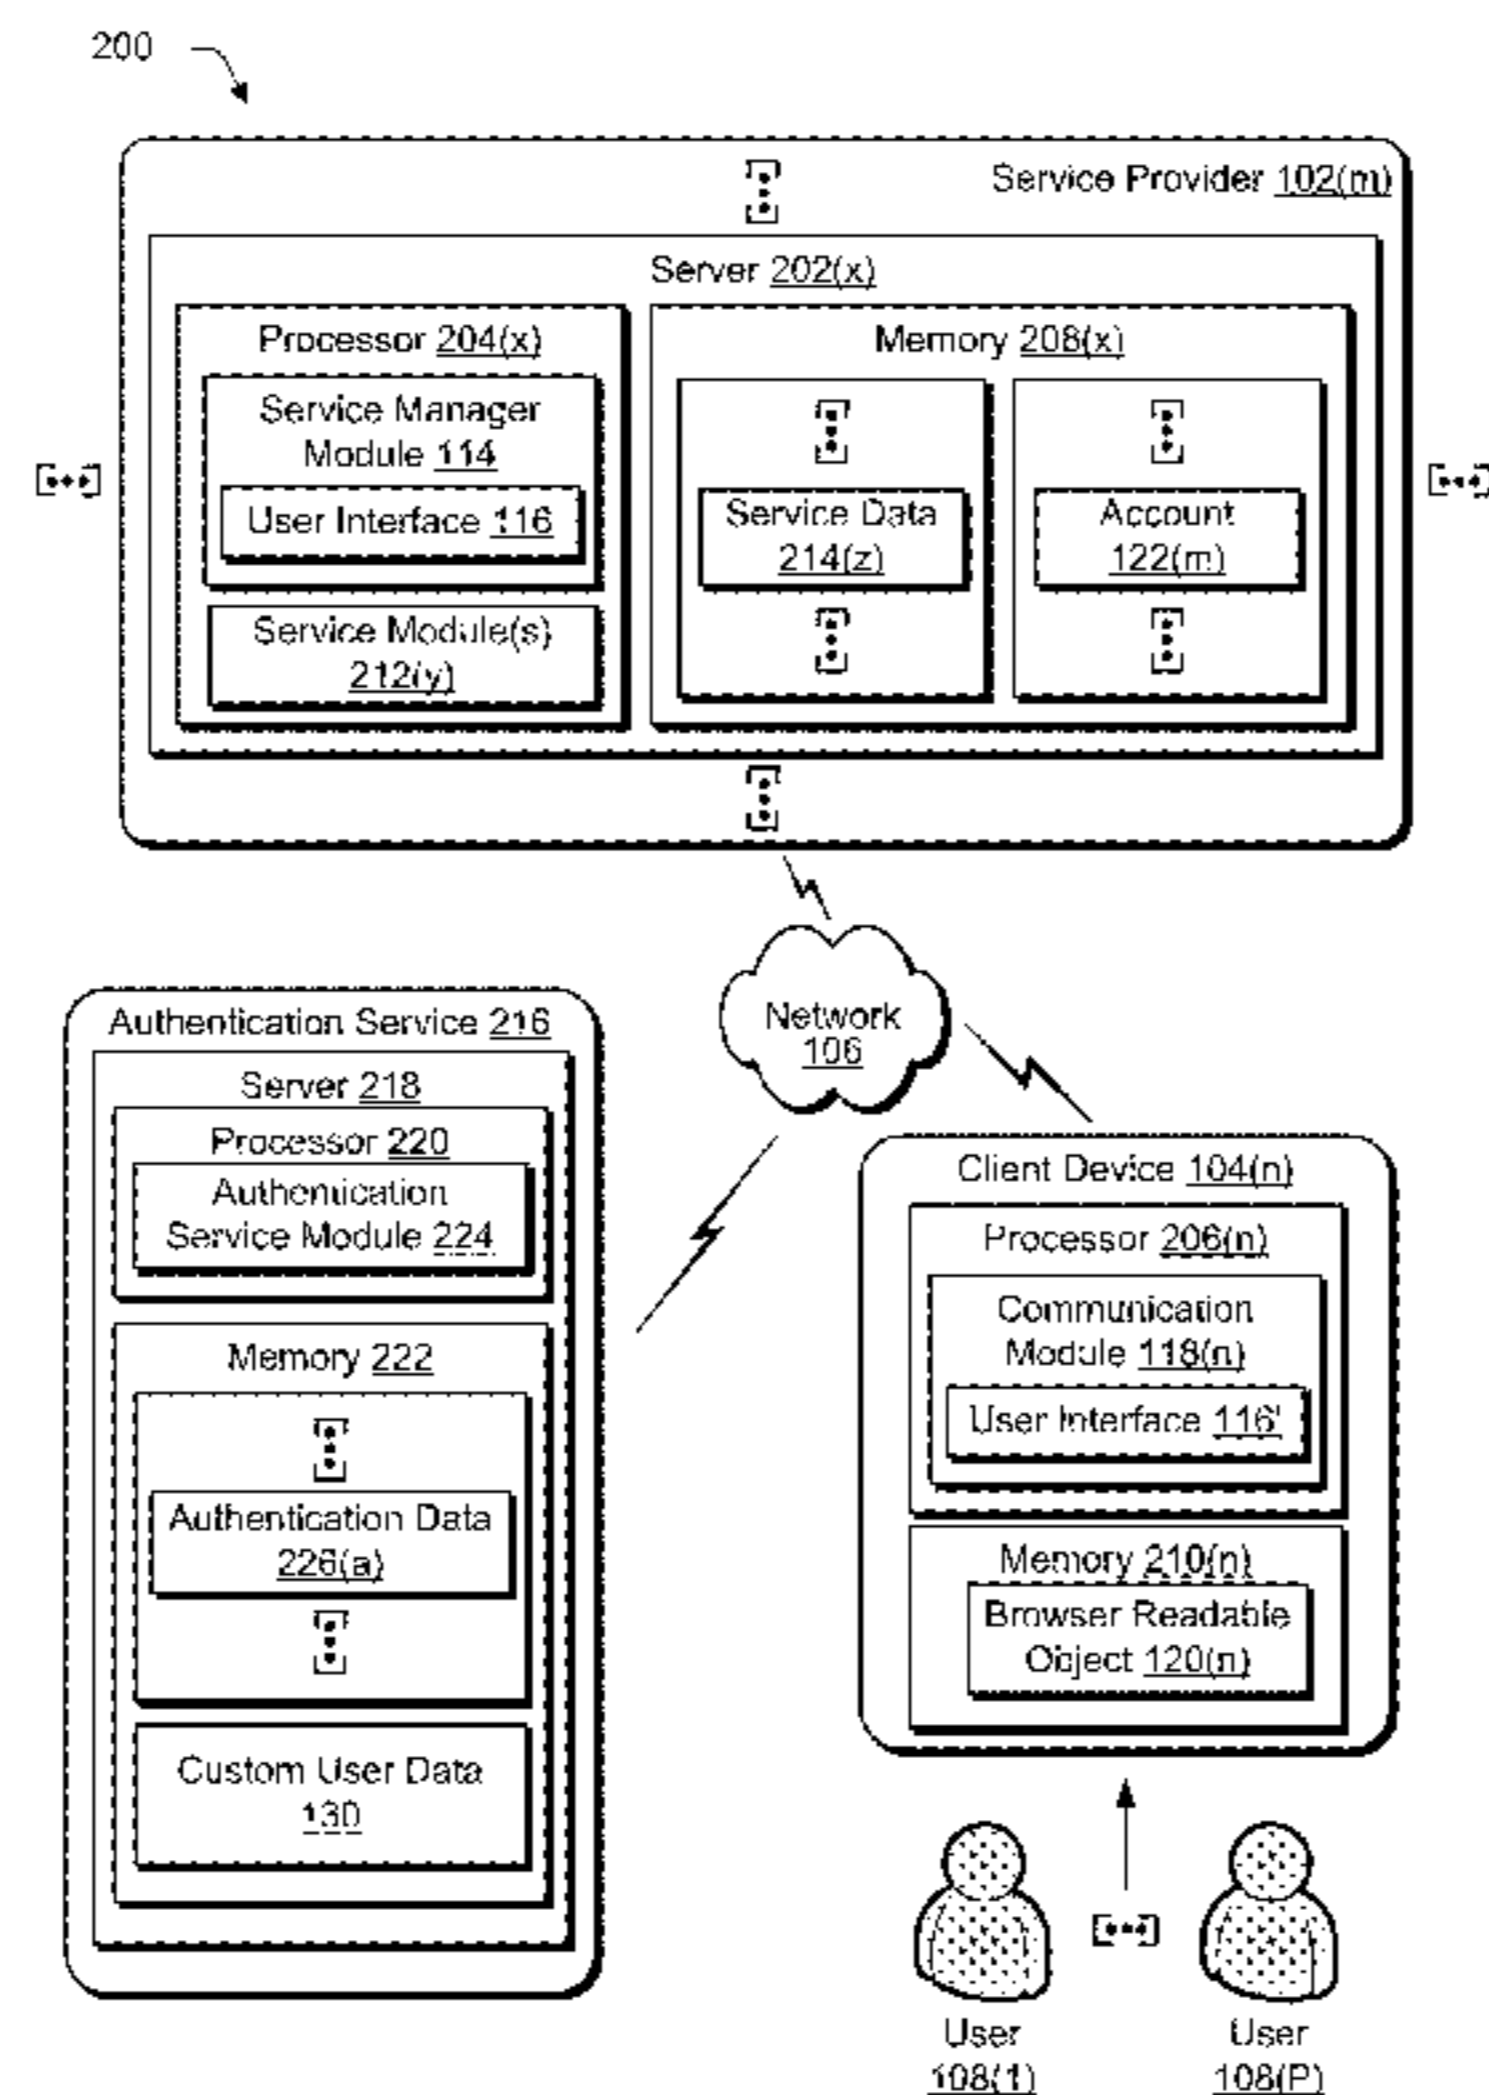 200
Service Provider 102(m)
Server 202(x)
Processor 204(x)
Service Manager
Module 114
User Interface 116
Service Module(s)
212(y)
Memory 208(x)
Service Data
214(z)
Account
122(m)
Network
106
Authentication Service 216
Server 218
Processor 220
Authentication
Service Module 224
Memory 222
Authentication Data
226(a)
Custom User Data
130
Client Device 104(n)
Processor 206(n)
Communication
Module 118(n)
User Interface 116'
Memory 210(n)
Browser Readable
Object 120(n)
User
108(1)
User
108(P)